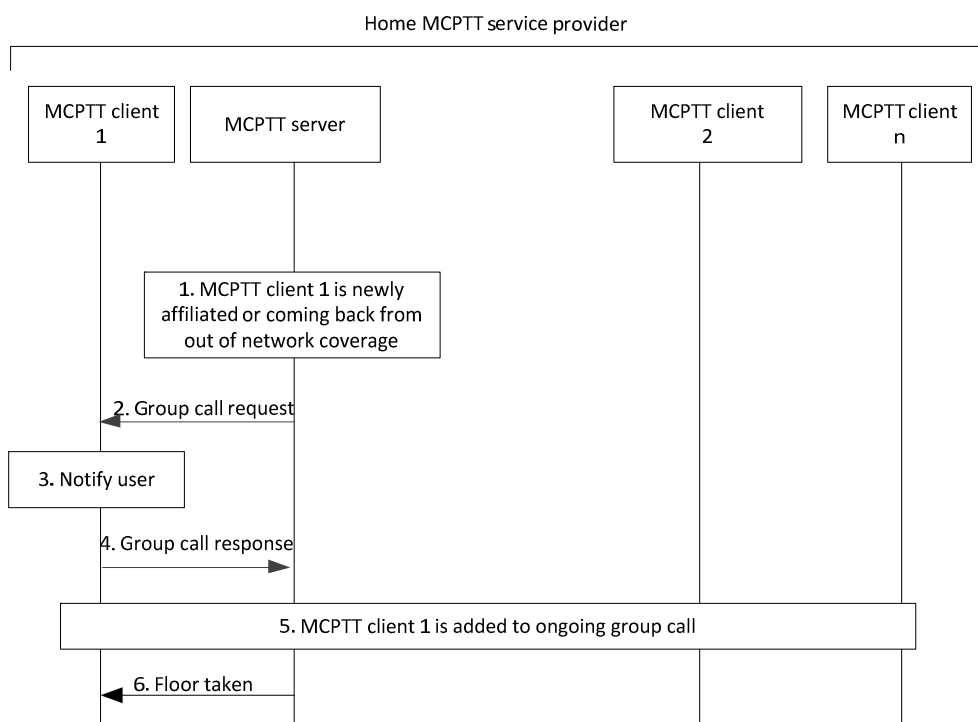 Home MCPTT service provider
MCPTT client
1
MCPTT server
MCPTT client
2
MCPTT client
n
1. MCPTT client 1 is newly
affiliated or coming back from
out of network coverage
2. Group call request
3. Notify user
4. Group call response
5. MCPTT client 1 is added to ongoing group call
6. Floor taken